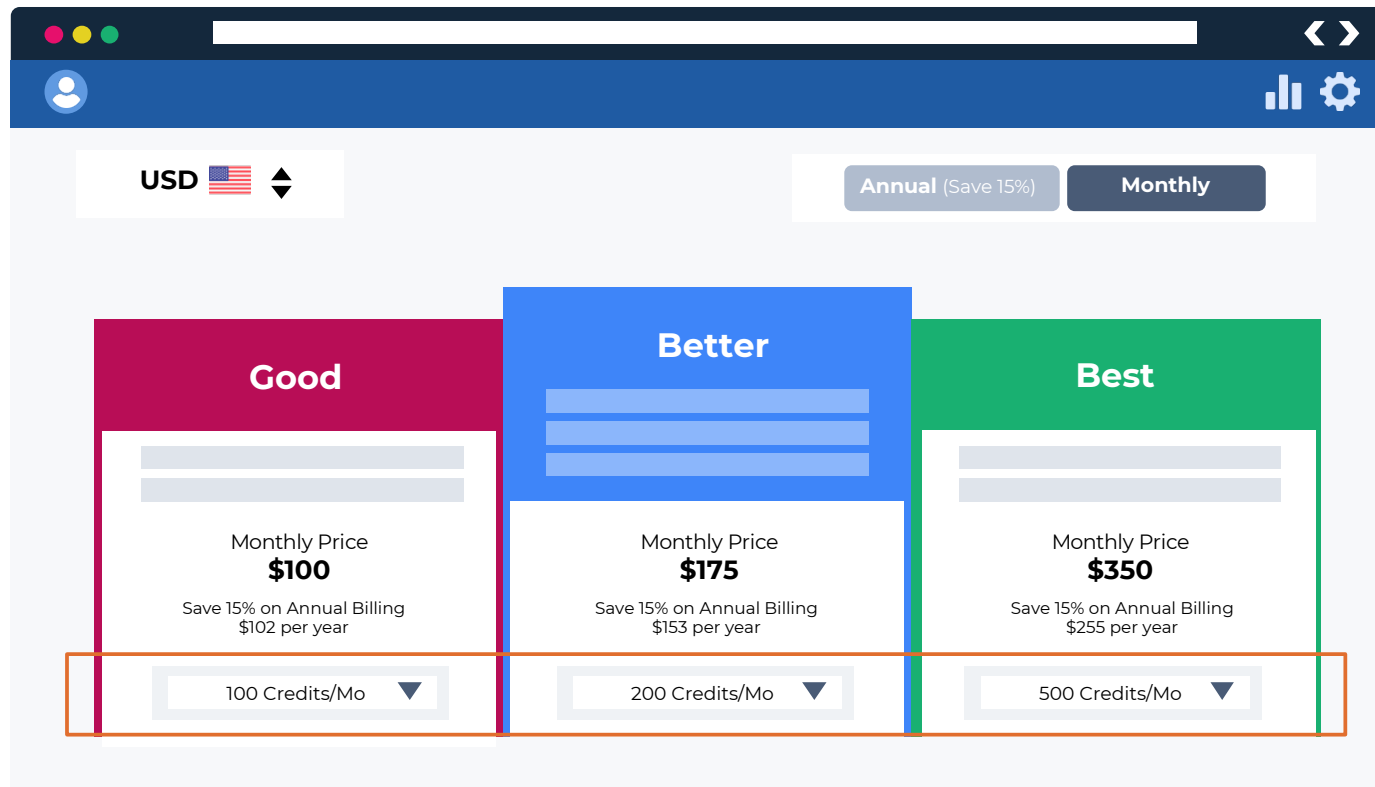 USD
Annual (Save 15%)
Monthly
Good
Monthly Price
$100
Save 15% on Annual Billing
$102 per year
100 Credits/Mo
Better
Monthly Price
$175
Save 15% on Annual Billing
$153 per year
200 Credits/Mo
Best
Monthly Price
$350
Save 15% on Annual Billing
$255 per year
500 Credits/Mo